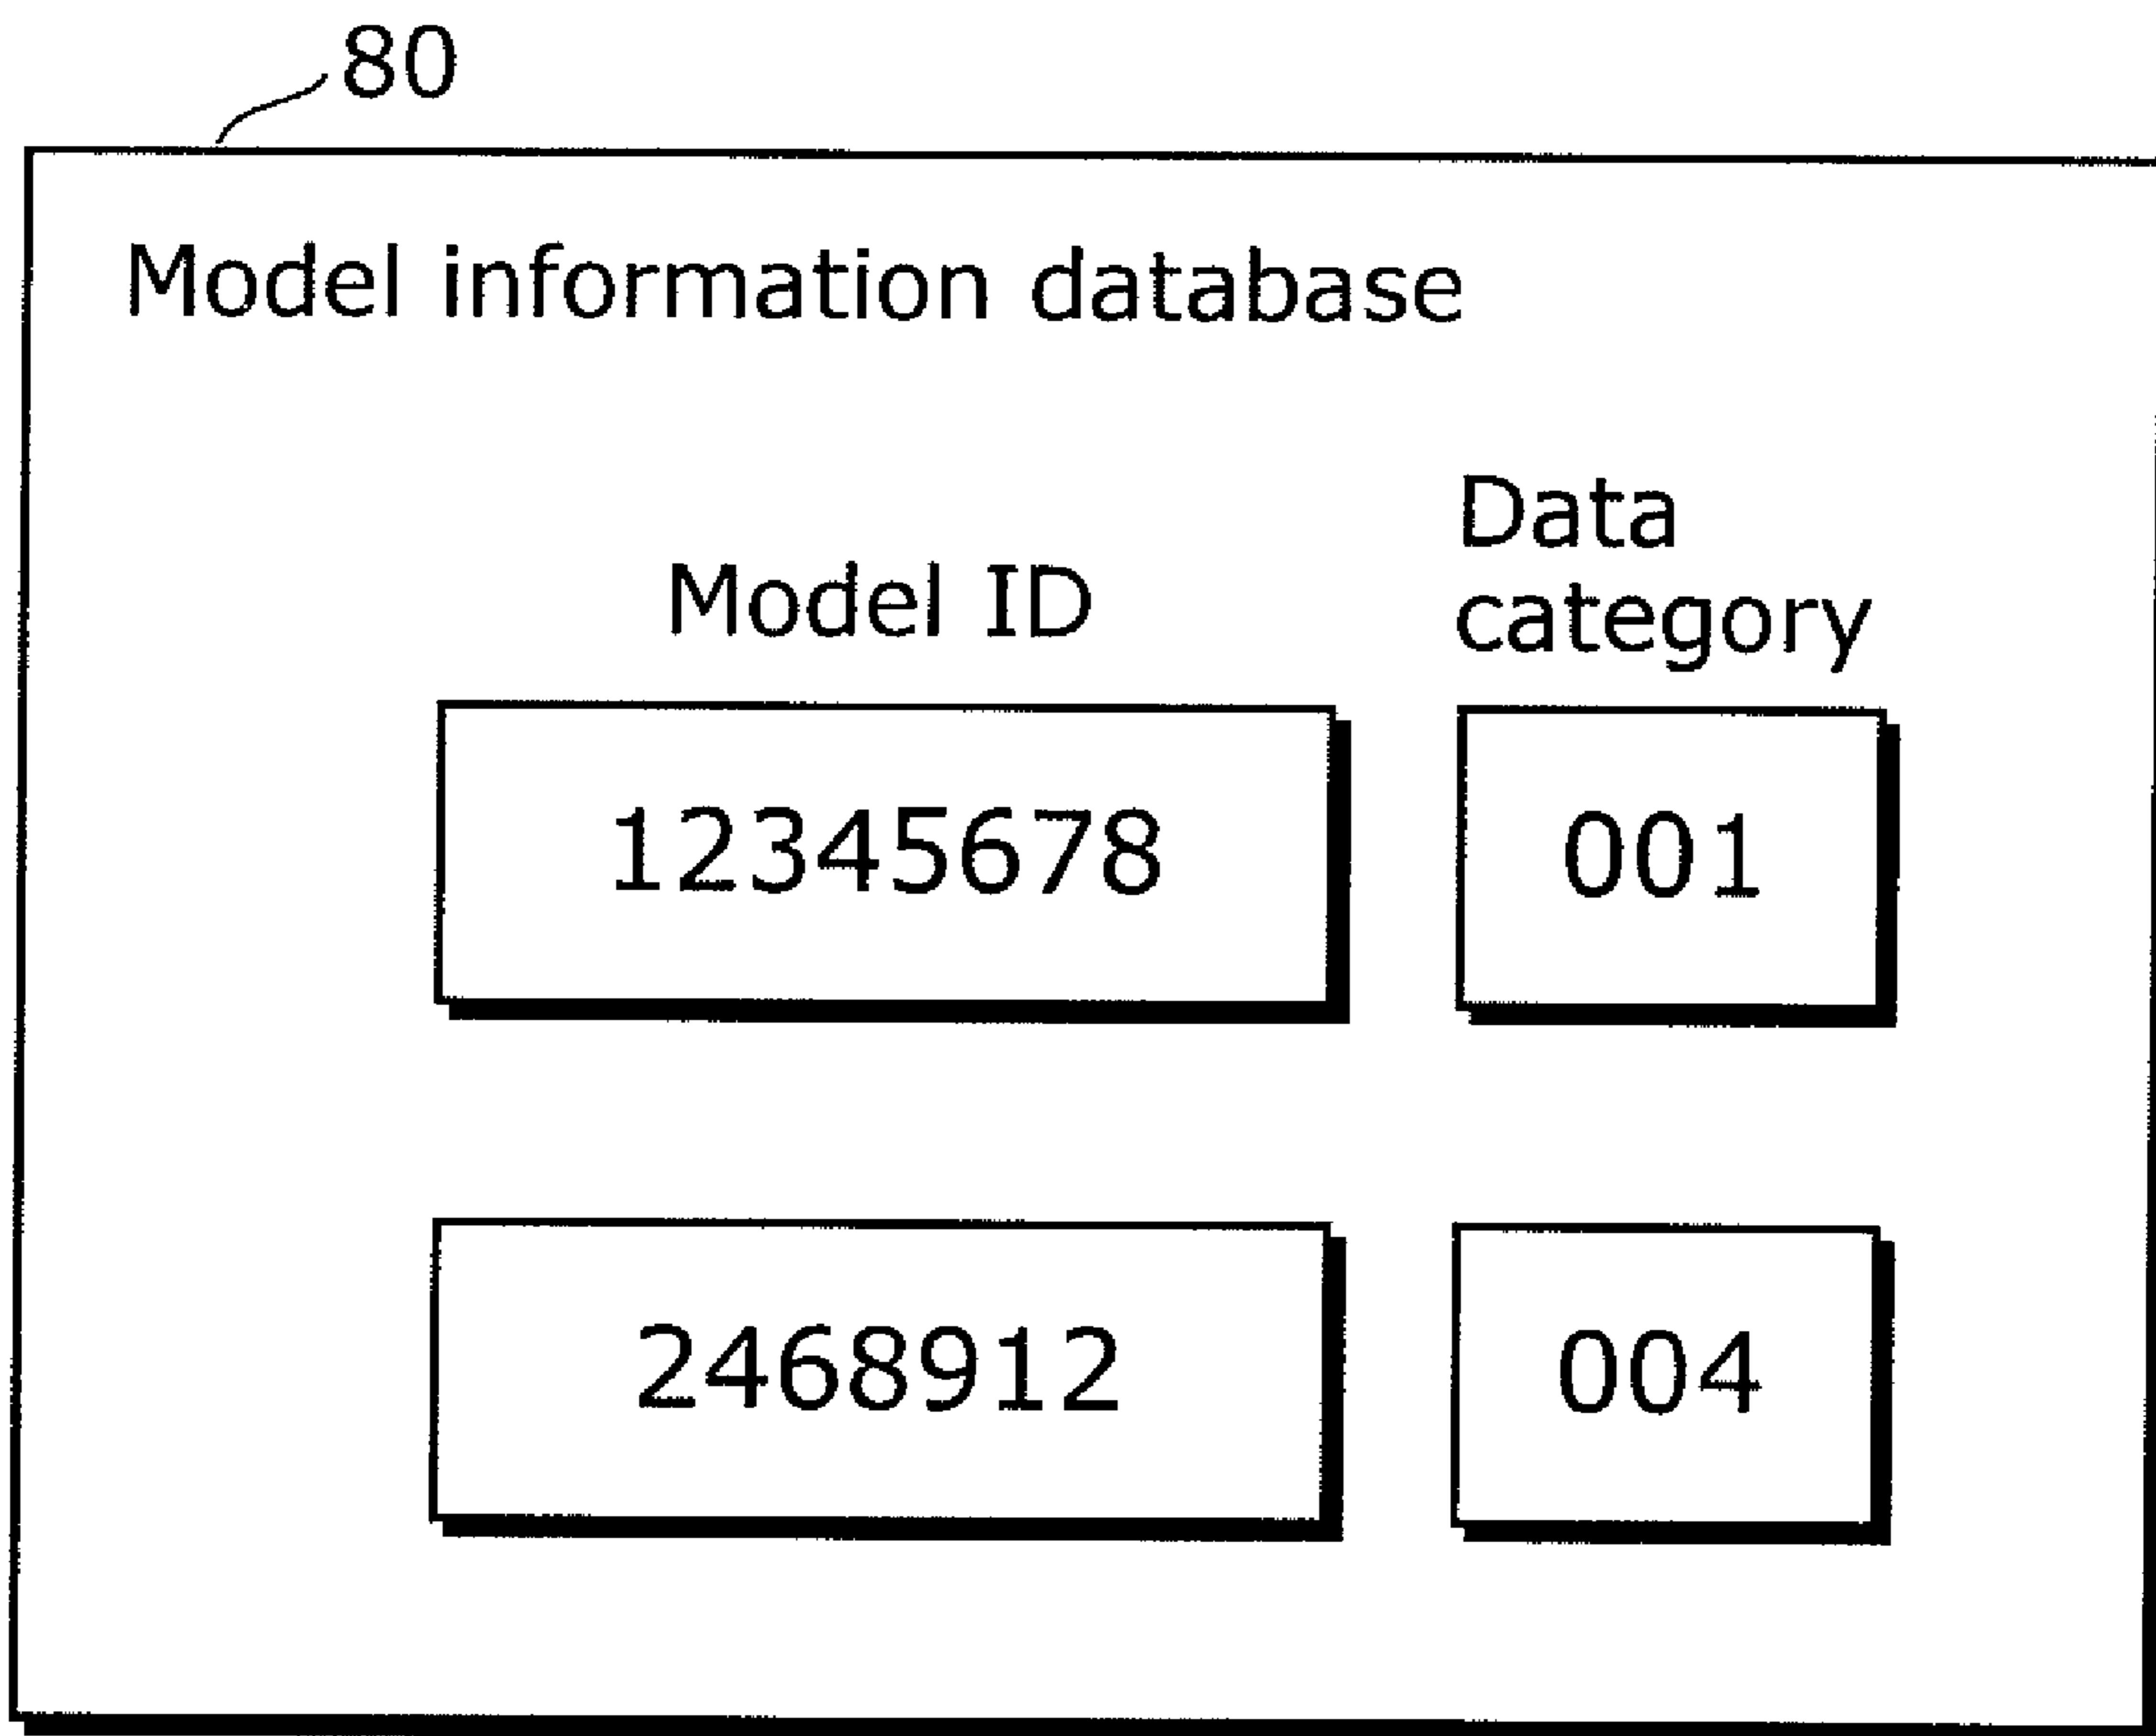 80
Model information database
Data
Model ID
category
12345678
001
2468912
004